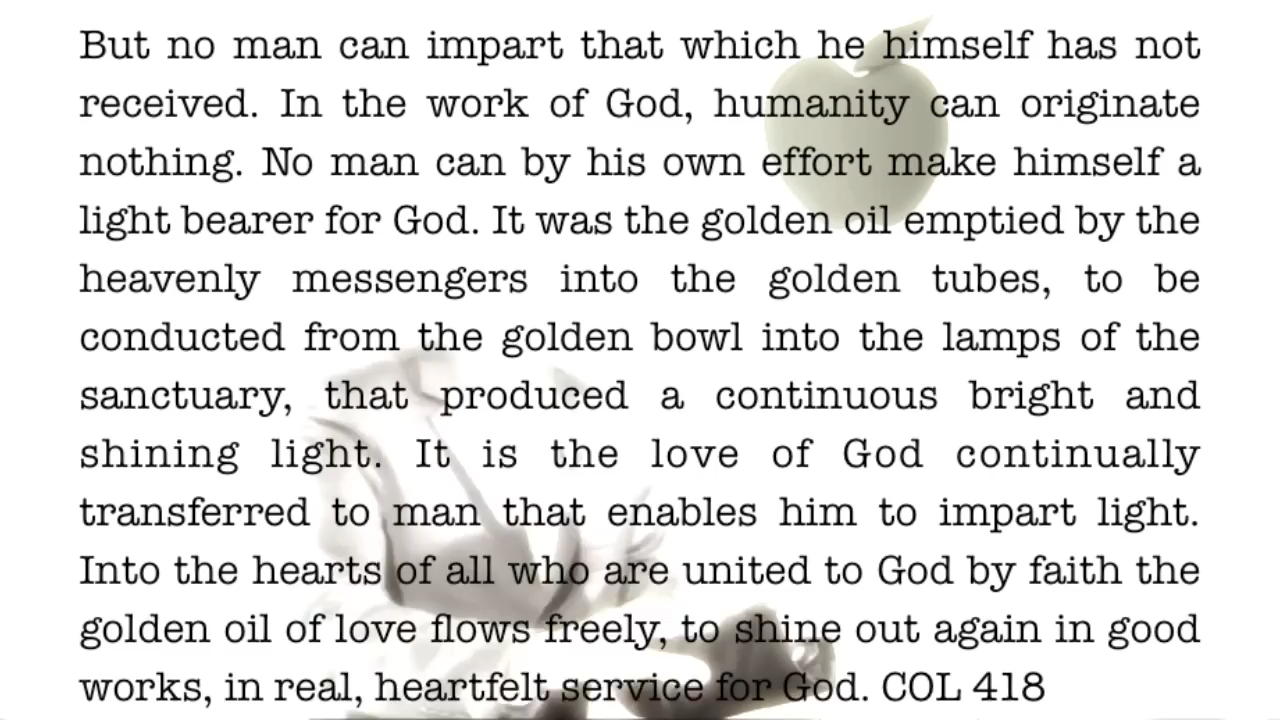 But no man can impart that which he himself has not
received. In the work of God, humanity can originate
nothing. No man can by his own effort make himself a
light bearer for God. It was the golden oil emptied by the
heavenly messengers into the golden tubes, to be
conducted from the golden bowl into the lamps of the
sanctuary, that produced a continuous bright and
shining light. It is the love of God continually
transferred to man that enables him to impart light.
Into the hearts of all who are united to God by faith the
golden oil of love flows freely, to shine out again in good
works, in real, heartfelt service for God. COL 418